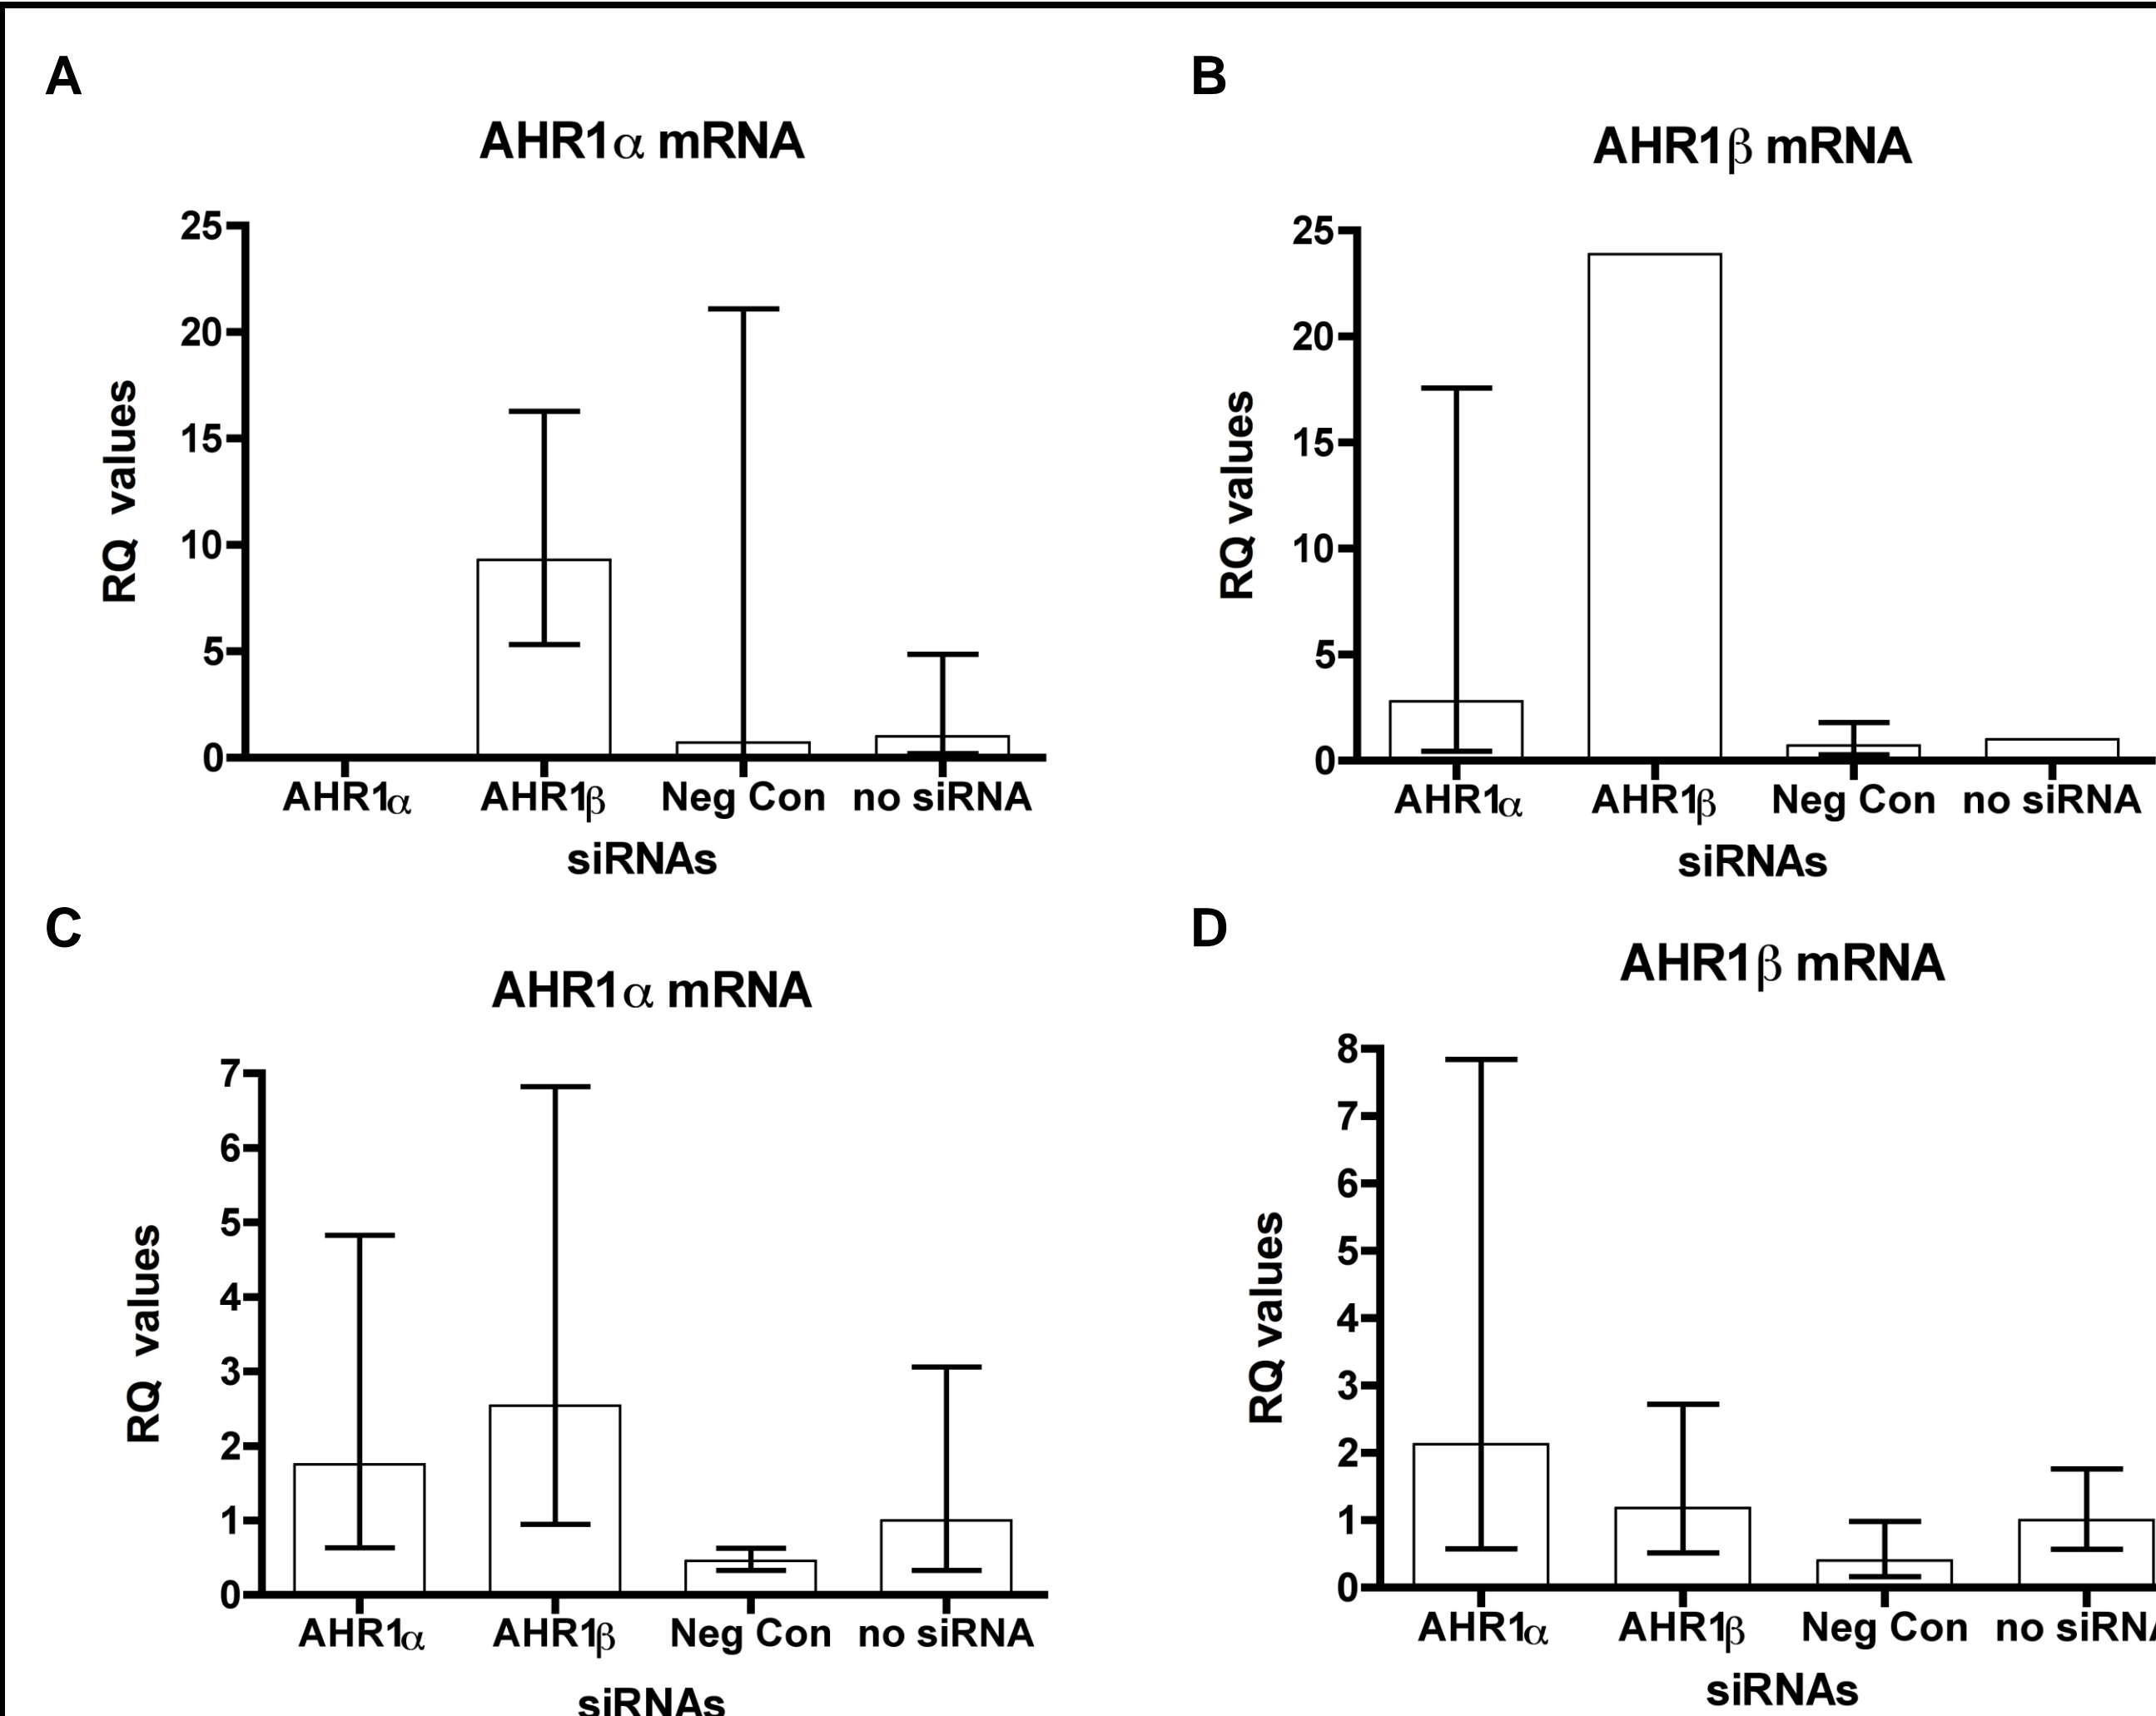 A
AHR1α mRNA
25
20
15
10
5
0
RQ values
AHR1α AHR1β Neg Con no siRNA
siRNAs
B
AHR1β mRNA
25
20
15
10
5
0
RQ values
AHR1α AHR1β Neg Con no siRNA
siRNAs
C
AHR1α mRNA
7
6
5
4
3
2
1
0
RQ values
AHR1α AHR1β Neg Con no siRNA
siRNAs
D
AHR1β mRNA
8
7
6
5
4
3
2
1
0
RQ values
AHR1α AHR1β Neg Con no siRNA
siRNAs